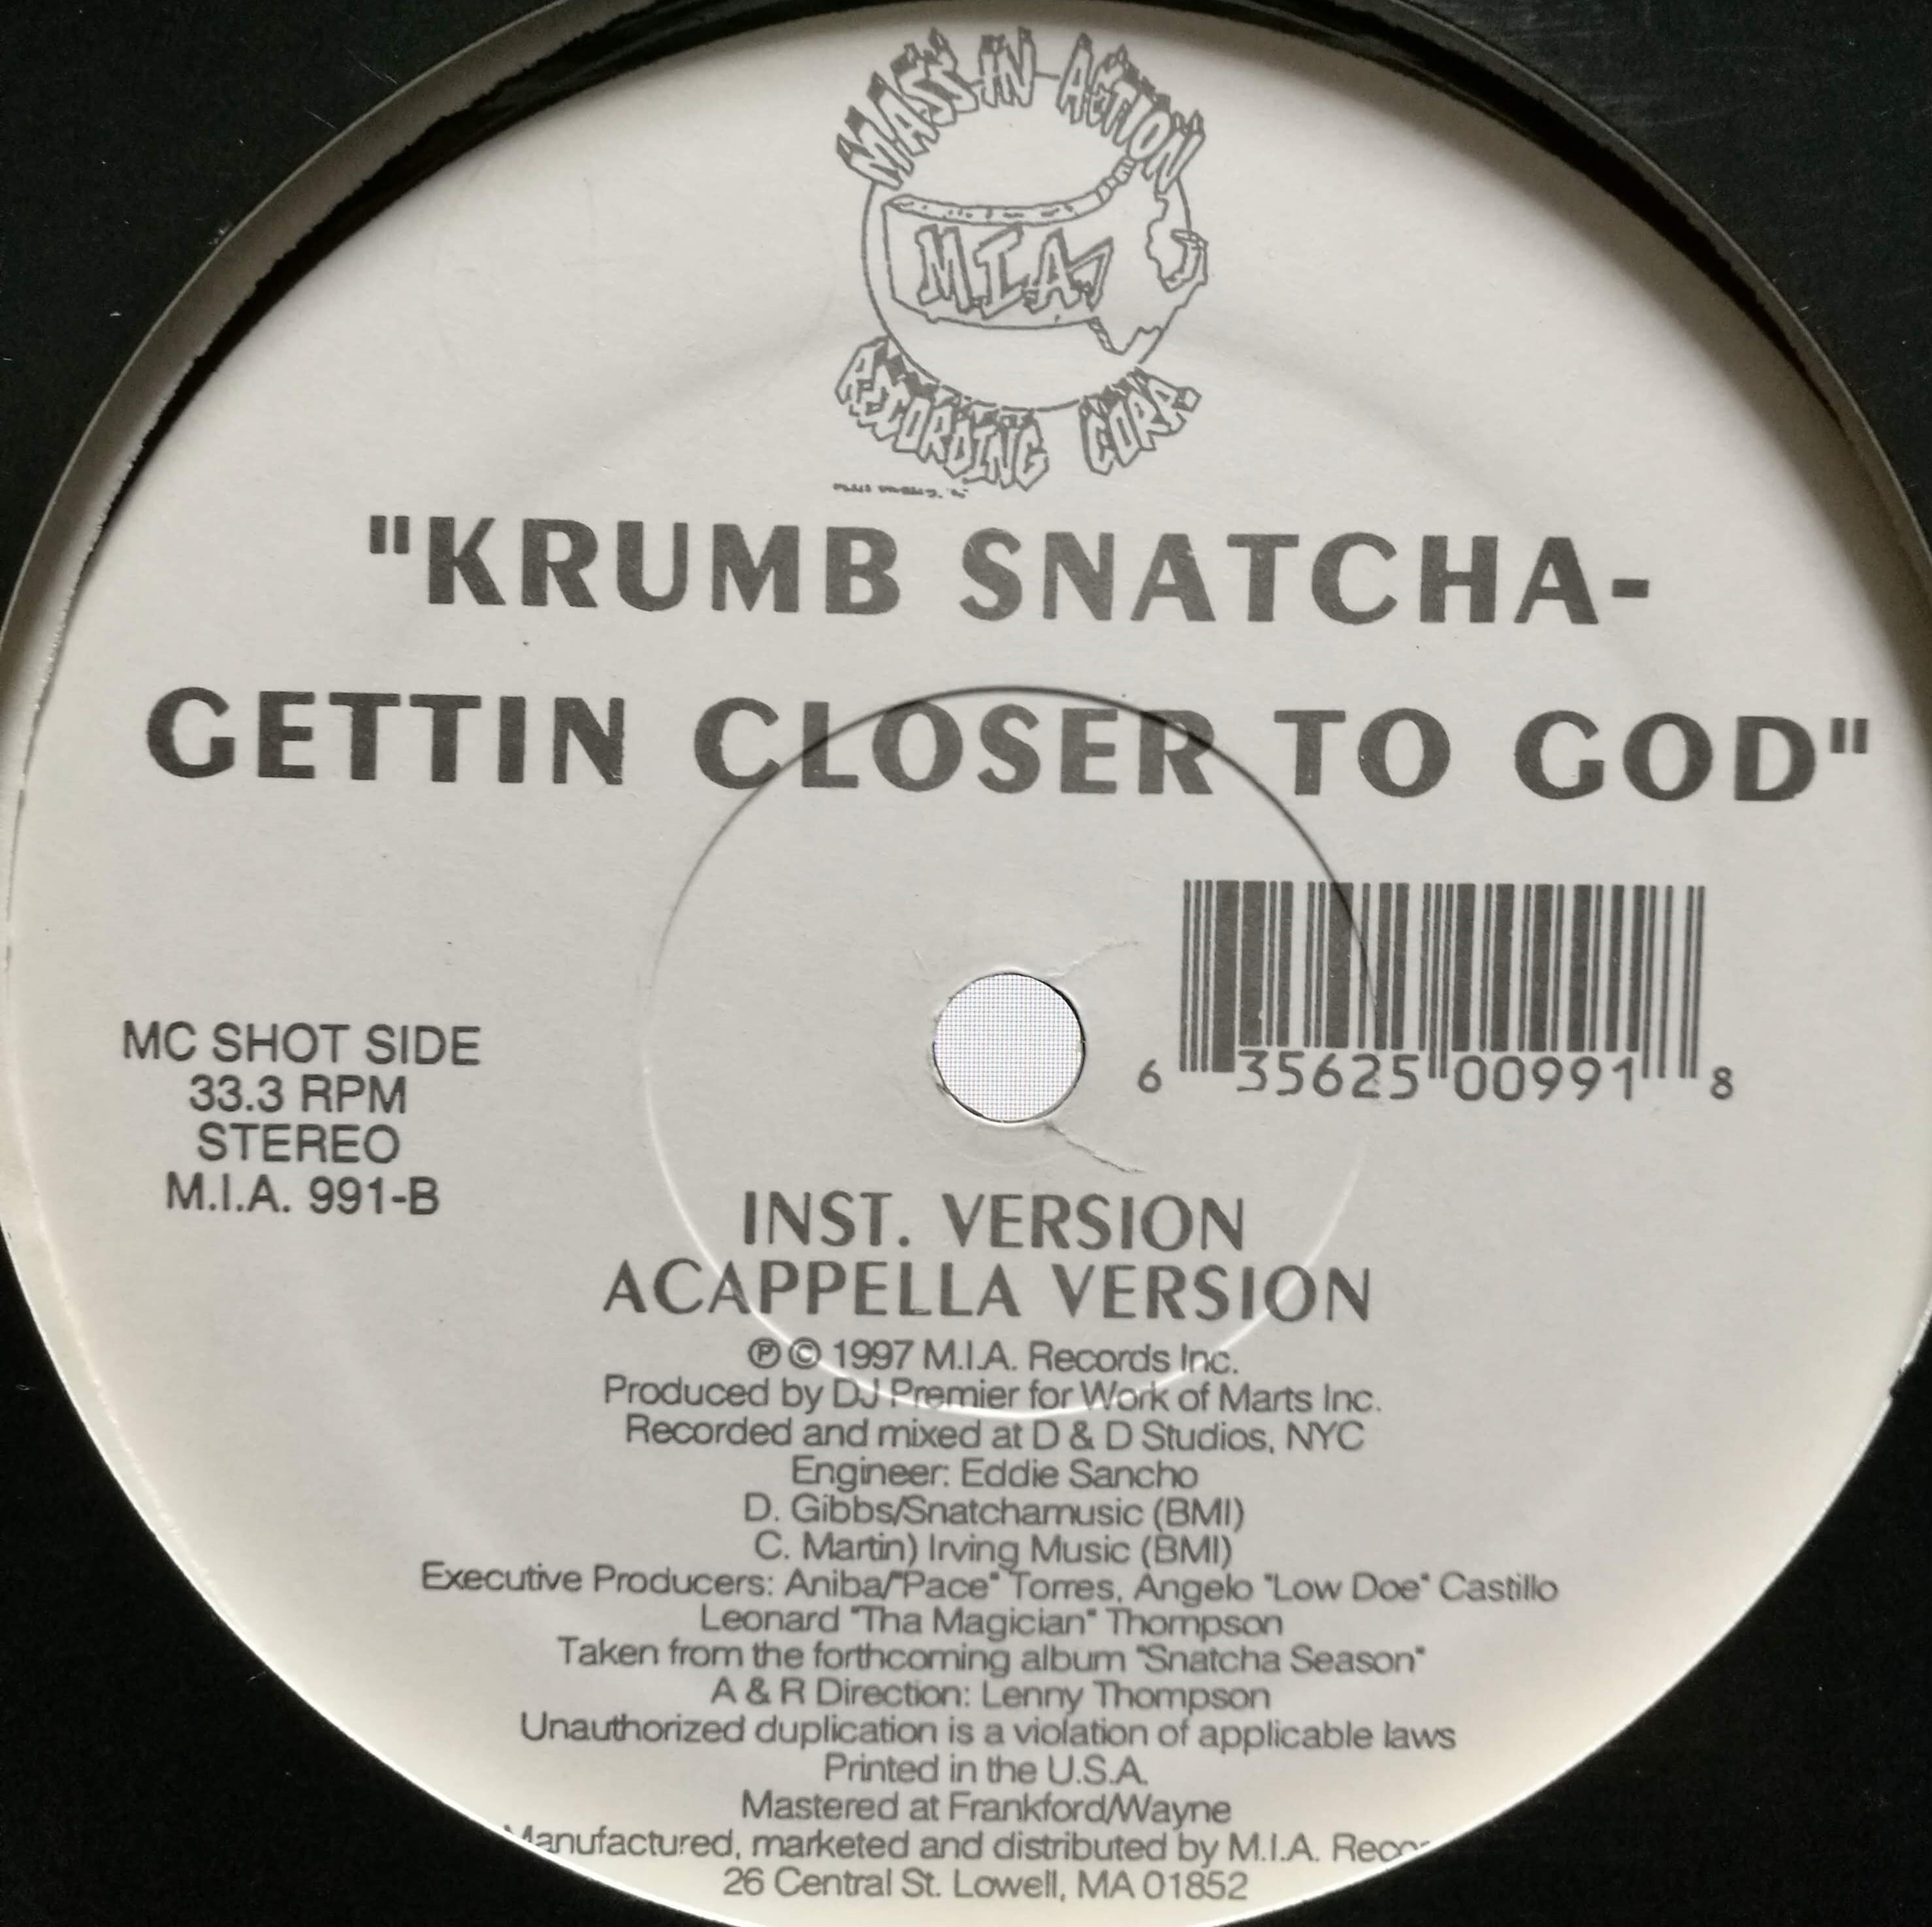 MASS IN ACTION
M.I.A.
RECORDING CORP.
"KRUMB SNATCHA-
GETTIN CLOSER TO GOD"
6 35625 00991 8
MC SHOT SIDE
33.3 RPM
STEREO
M.I.A. 991-B
INST. VERSION
ACAPPELLA VERSION
℗ © 1997 M.I.A. Records Inc.
Produced by DJ Premier for Work of Marts Inc.
Recorded and mixed at D & D Studios, NYC
Engineer: Eddie Sancho
D. Gibbs/Snatchamusic (BMI)
C. Martin) Irving Music (BMI)
Executive Producers: Aniba/"Pace" Torres, Angelo "Low Doe" Castillo
Leonard "Tha Magician" Thompson
Taken from the forthcoming album "Snatcha Season"
A & R Direction: Lenny Thompson
Unauthorized duplication is a violation of applicable laws
Printed in the U.S.A.
Mastered at Frankford/Wayne
Manufactured, marketed and distributed by M.I.A.
26 Central St. Lowell, MA 01852